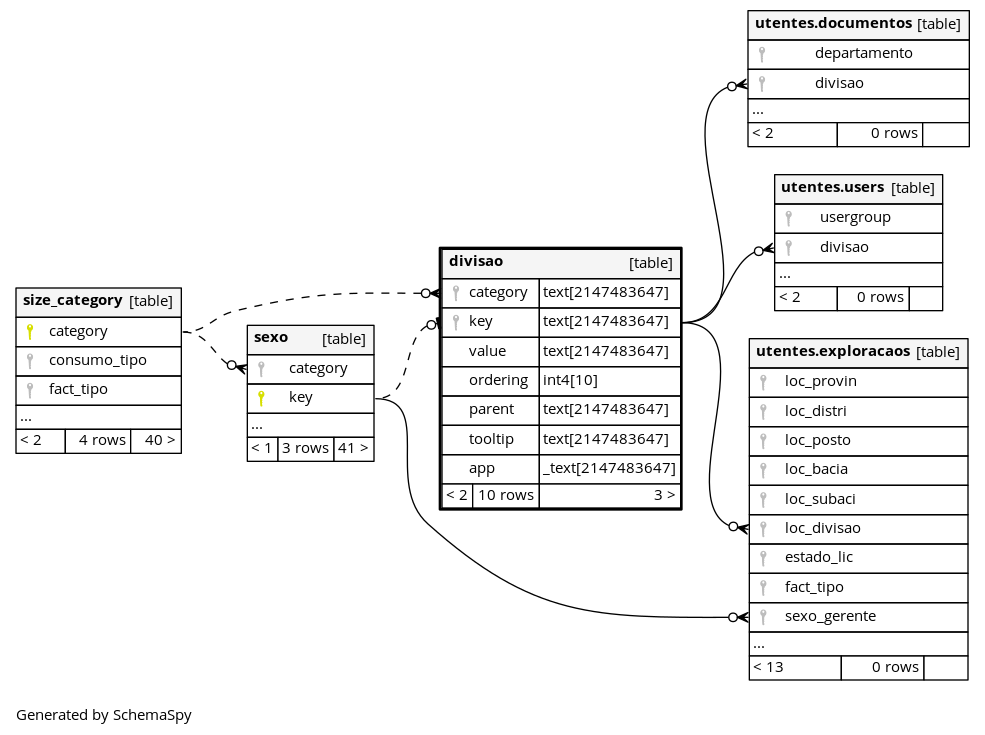 utentes.documentos [table]
departamento
divisao
...
< 2 0 rows
utentes.users [table]
usergroup
divisao
...
< 2 0 rows
divisao [table]
category text[2147483647]
key text[2147483647]
value text[2147483647]
ordering int4[10]
parent text[2147483647]
tooltip text[2147483647]
app _text[2147483647]
< 2 10 rows 3 >
size_category [table]
category
consumo_tipo
fact_tipo
...
< 2 4 rows 40 >
sexo [table]
category
key
...
< 1 3 rows 41 >
utentes.exploracaos [table]
loc_provin
loc_distri
loc_posto
loc_bacia
loc_subaci
loc_divisao
estado_lic
fact_tipo
sexo_gerente
...
< 13 0 rows
Generated by SchemaSpy